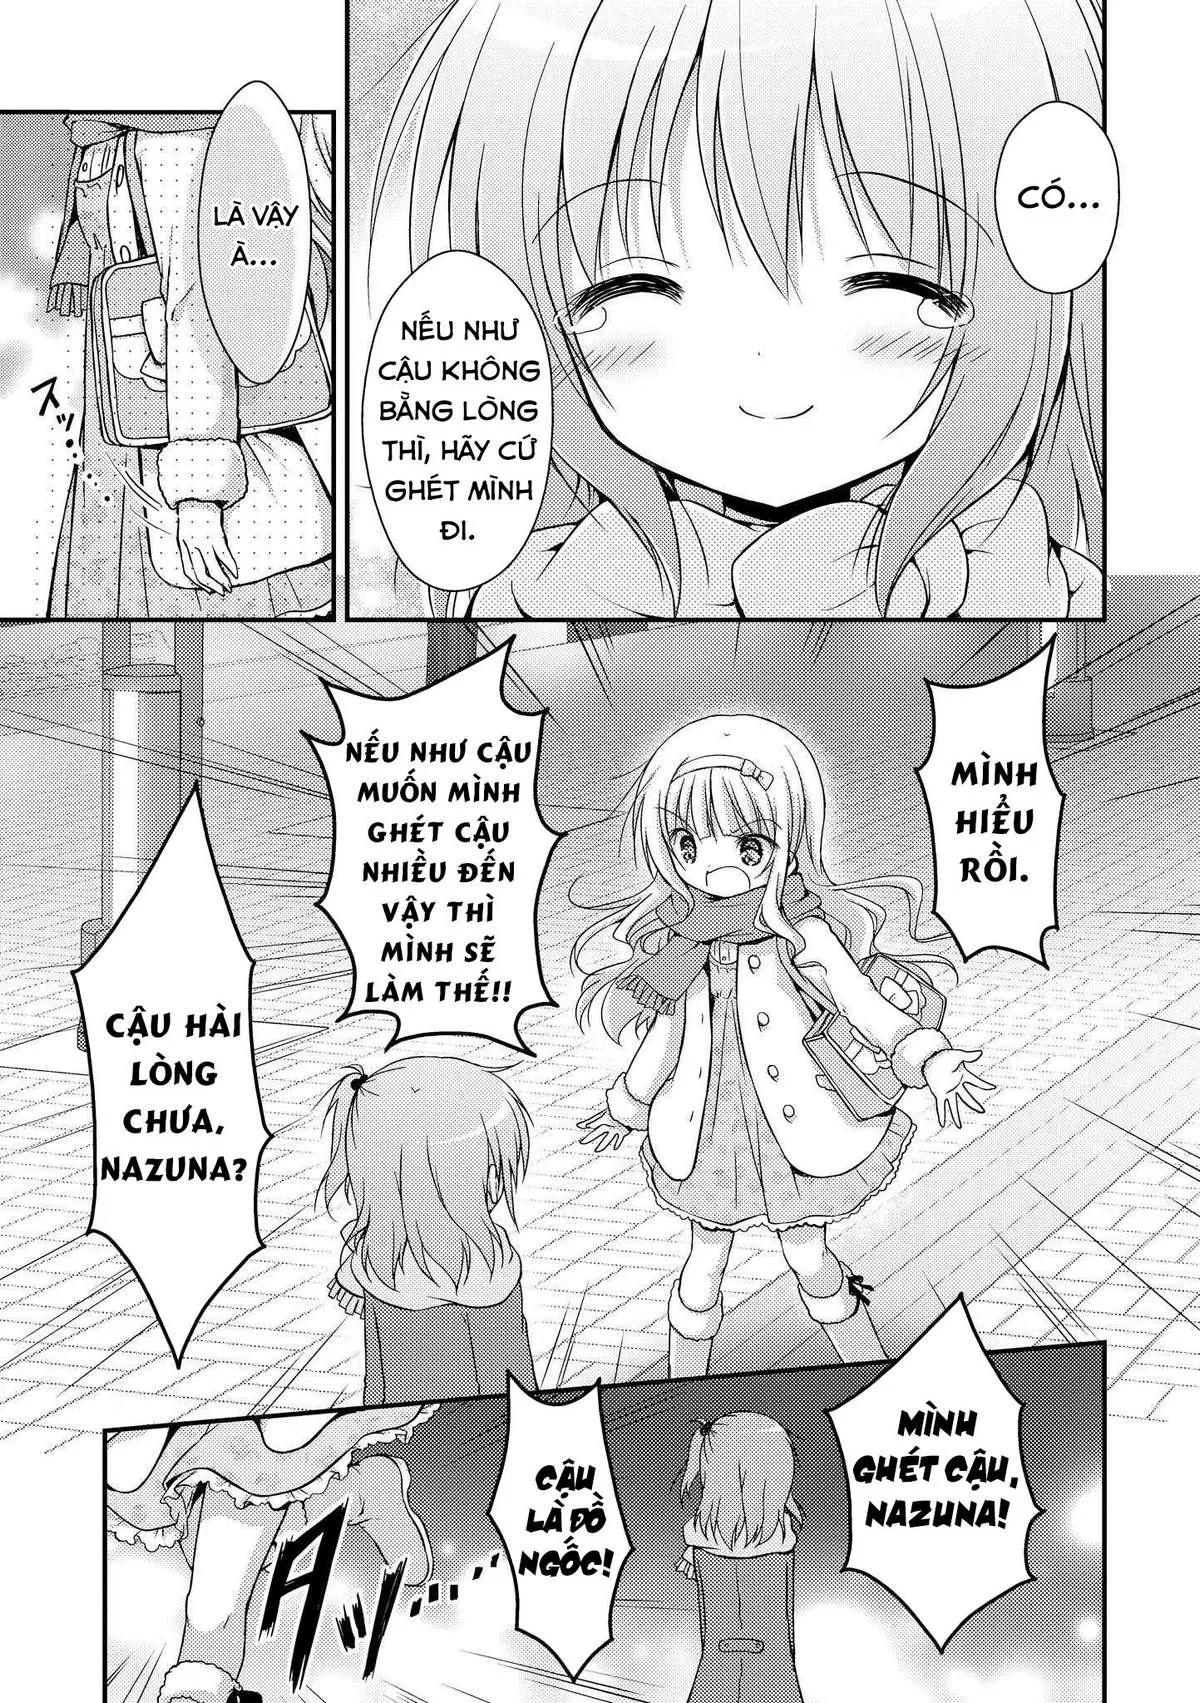 CÓ...
NẾU NHƯ
CẬU KHÔNG
BẰNG LÒNG
THÌ, HÃY CỨ
GHÉT MÌNH
ĐI.
LÀ VẬY
À...
スッ...
MÌNH
HIỂU
RỒI.
NẾU NHƯ CẬU
MUỐN MÌNH
GHÉT CẬU
NHIỀU ĐẾN
VẬY THÌ
MÌNH SẼ
LÀM THẾ!!
CẬU HÀI
LÒNG
CHƯA,
NAZUNA?
MÌNH
GHÉT CẬU,
NAZUNA!
CẬU
LÀ ĐỒ
NGỐC!
ダッ...